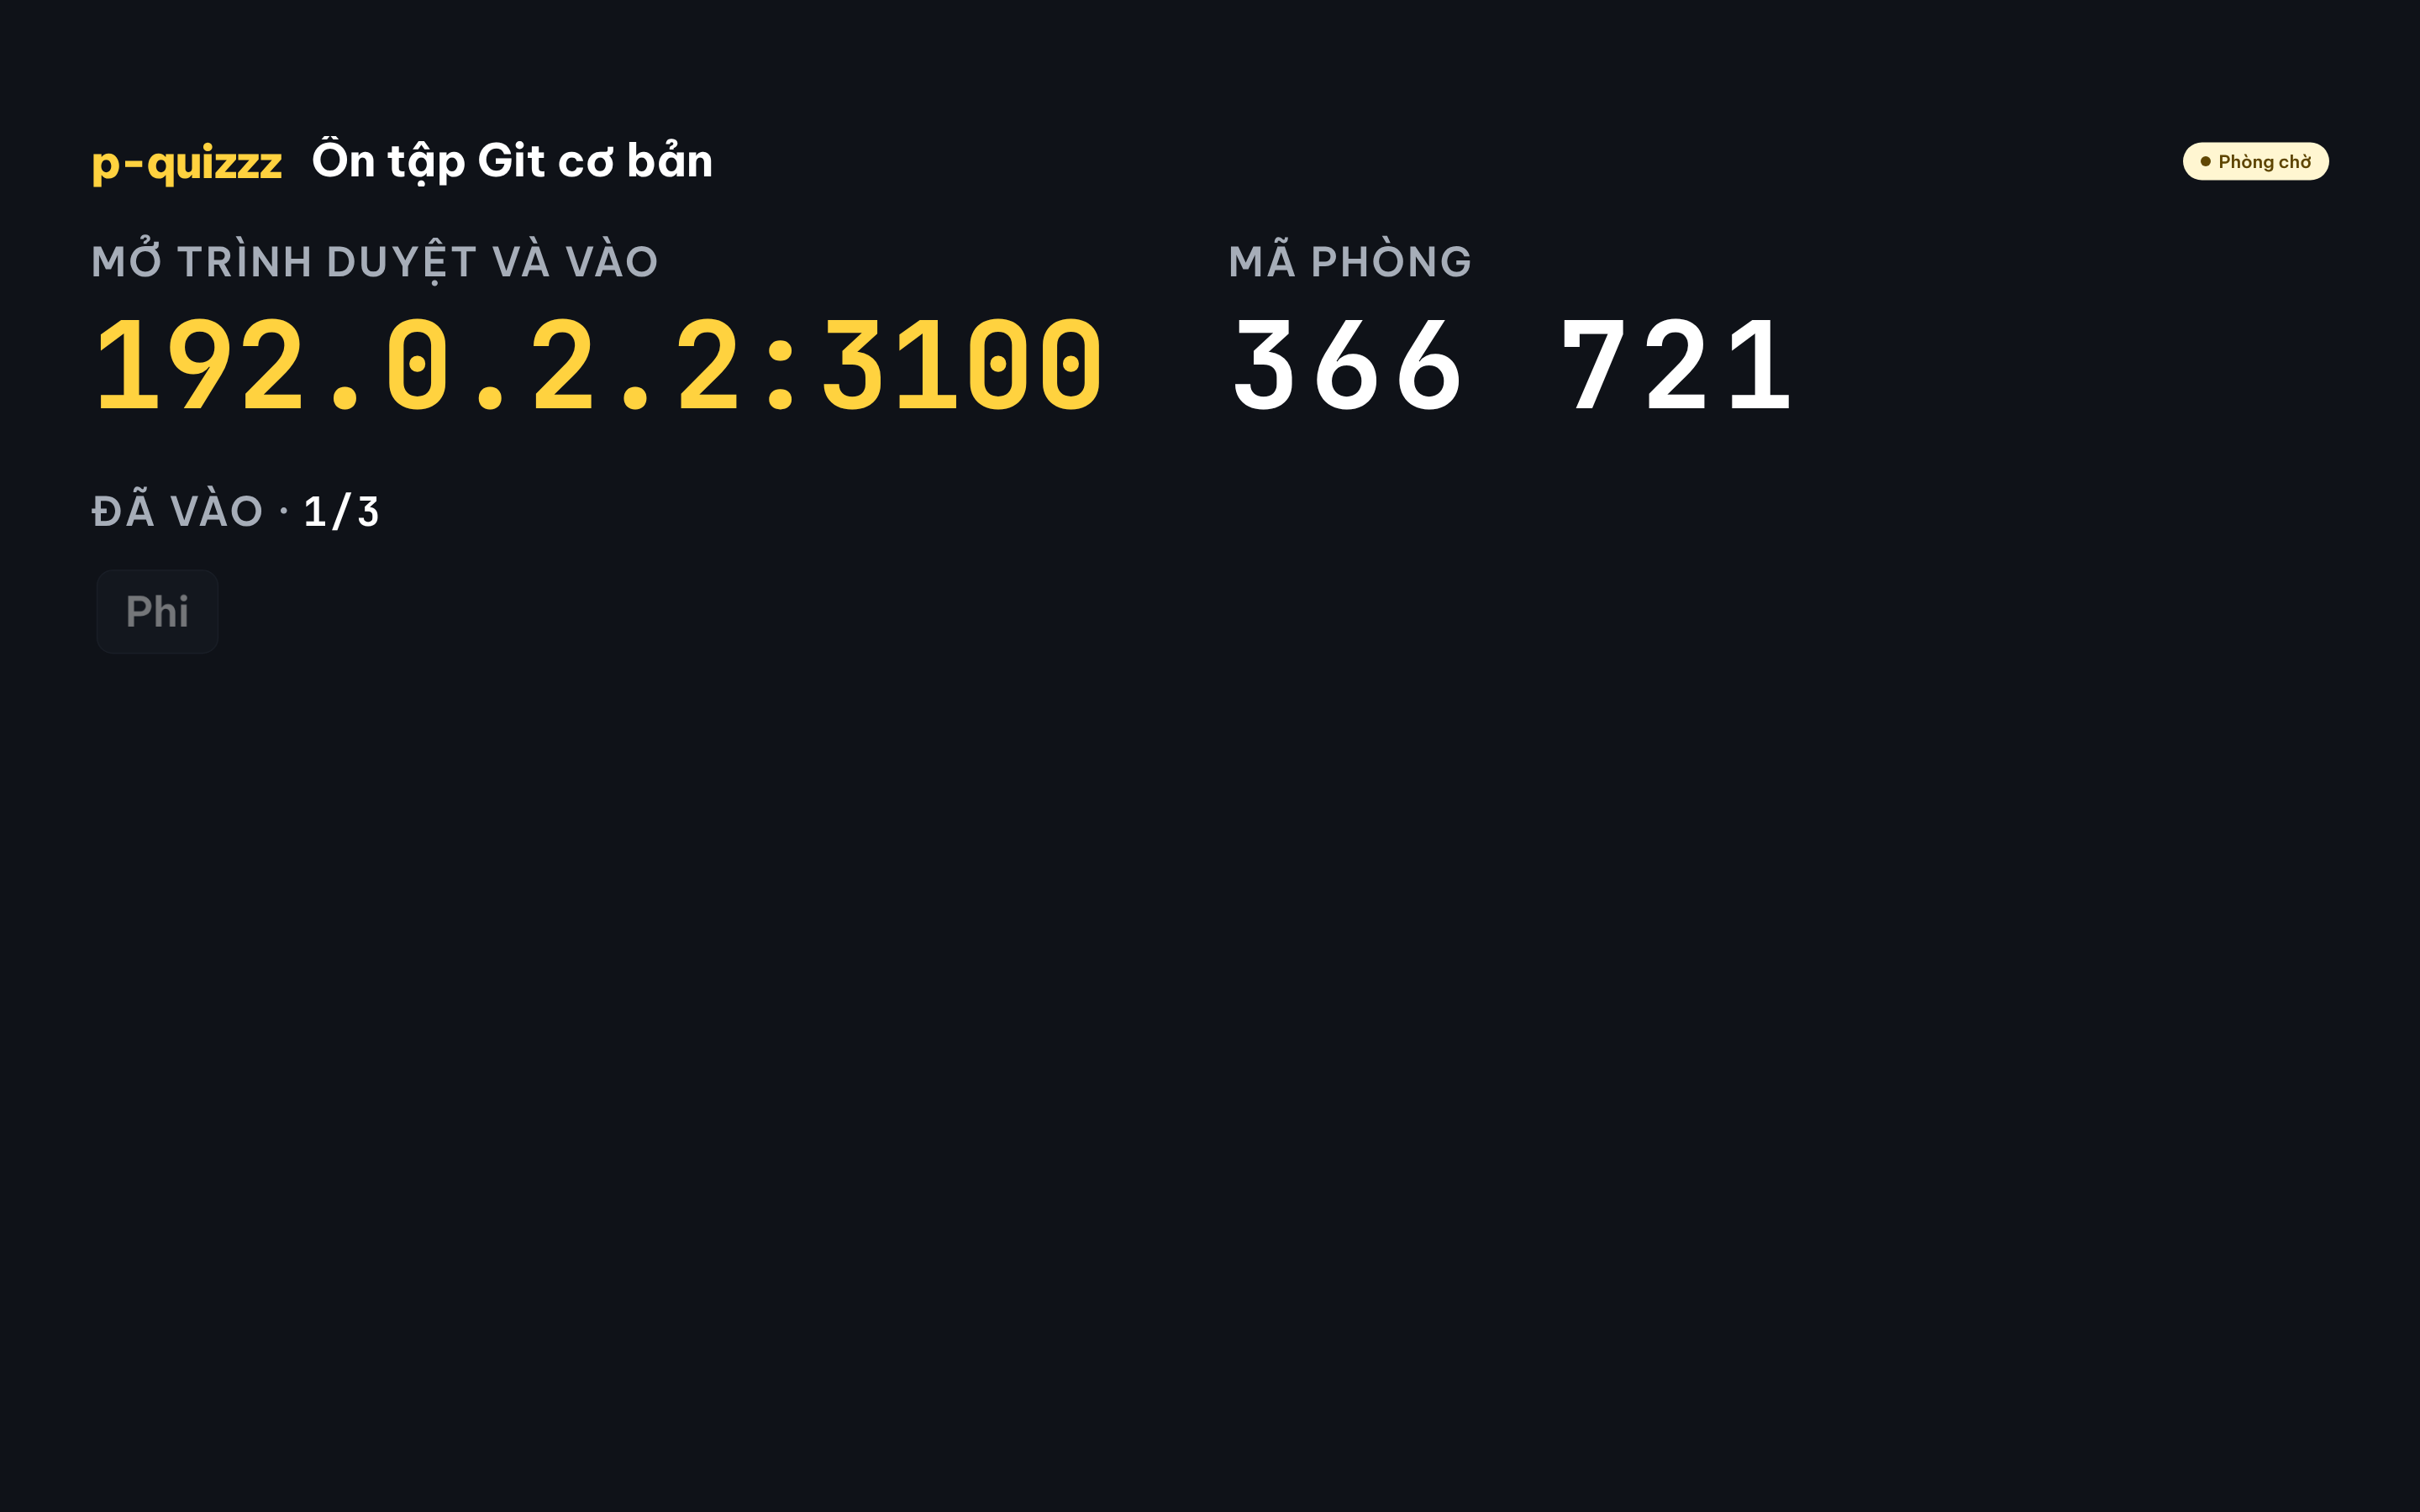 p-quizzz Ôn tập Git cơ bản
Phòng chờ
MỞ TRÌNH DUYỆT VÀ VÀO
192.0.2.2:3100
MÃ PHÒNG
366 721
ĐÃ VÀO · 1/3
Phi